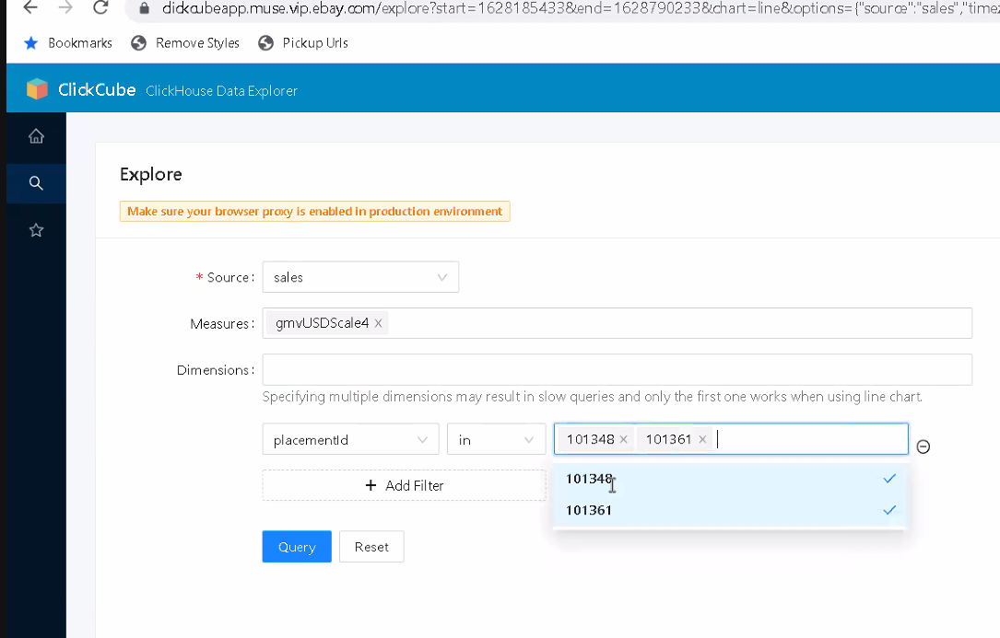 clickcubeapp.muse.vip.ebay.com/explore?start=1628185433&end=1628790233&chart=line&options={"source":"sales","timez
Bookmarks Remove Styles Pickup Urls
ClickCube ClickHouse Data Explorer
Explore
Make sure your browser proxy is enabled in production environment
* Source: sales
Measures: gmvUSDScale4 ×
Dimensions:
Specifying multiple dimensions may result in slow queries and only the first one works when using line chart.
placementId in 101348 × 101361 ×
+ Add Filter
101348
101361
Query Reset